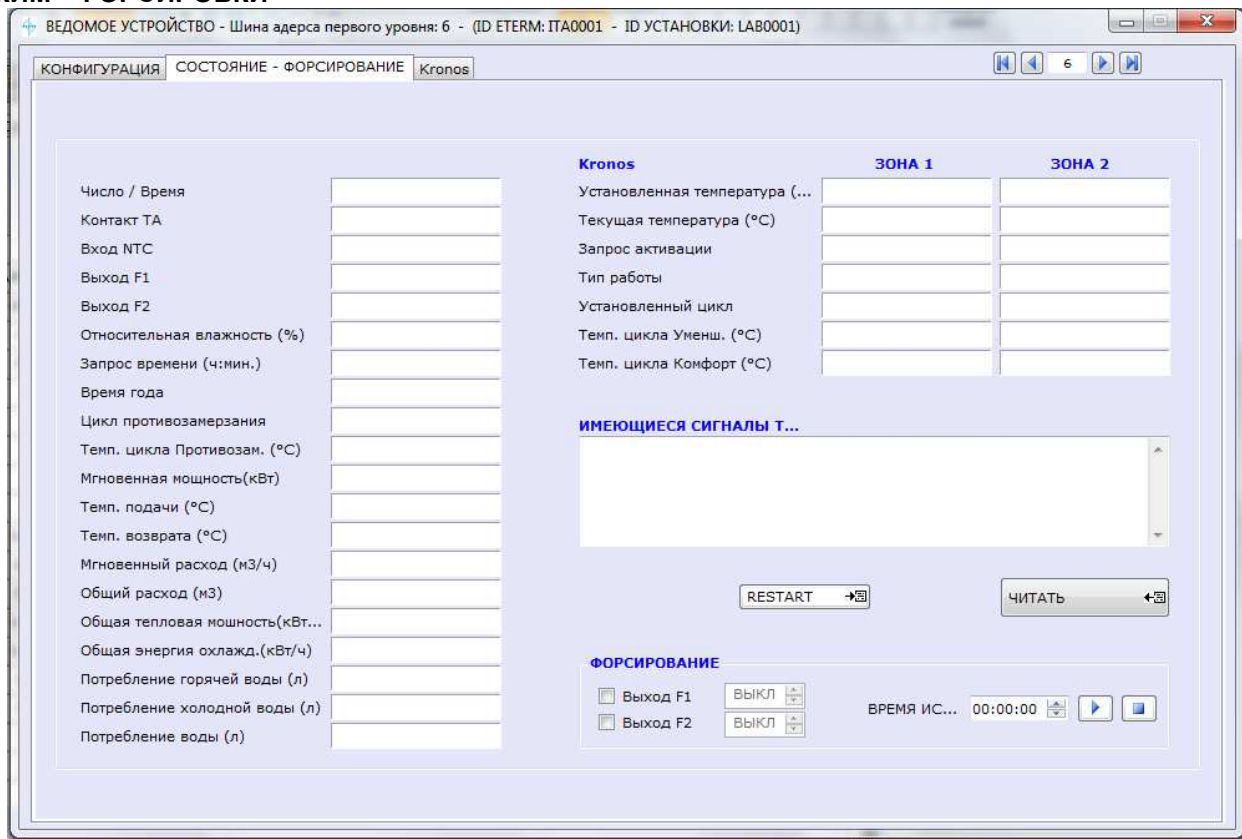 ФОРСИРОВКИ
ВЕДОМОЕ УСТРОЙСТВО - Шина адерса первого уровня: 6 - (ID ETERM: ITA0001 - ID УСТАНОВКИ: LAB0001)
КОНФИГУРАЦИЯ СОСТОЯНИЕ - ФОРСИРОВАНИЕ Kronos
6
Число / Время
Контакт ТА
Вход NTC
Выход F1
Выход F2
Относительная влажность (%)
Запрос времени (ч:мин.)
Время года
Цикл противозамерзания
Темп. цикла Противозам. (°C)
Мгновенная мощность(кВт)
Темп. подачи (°C)
Темп. возврата (°C)
Мгновенный расход (м3/ч)
Общий расход (м3)
Общая тепловая мошность(кВт...
Общая энергия охлажд.(кВт/ч)
Потребление горячей воды (л)
Потребление холодной воды (л)
Потребление воды (л)
Kronos ЗОНА 1 ЗОНА 2
Установленная температура (...
Текущая температура (°C)
Запрос активации
Тип работы
Установленный цикл
Темп. цикла Уменш. (°C)
Темп. цикла Комфорт (°C)
ИМЕЮЩИЕСЯ СИГНАЛЫ Т...
RESTART
ЧИТАТЬ
ФОРСИРОВАНИЕ
Выход F1 ВЫКЛ
Выход F2 ВЫКЛ
ВРЕМЯ ИС... 00:00:00